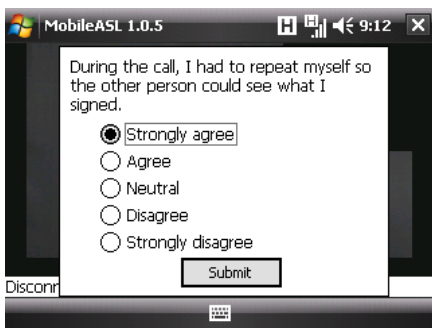 MobileASL 1.0.5 H H 9:12
During the call, I had to repeat myself so
the other person could see what I
signed.
Strongly agree
Agree
Neutral
Disagree
Strongly disagree
Submit
Disconr